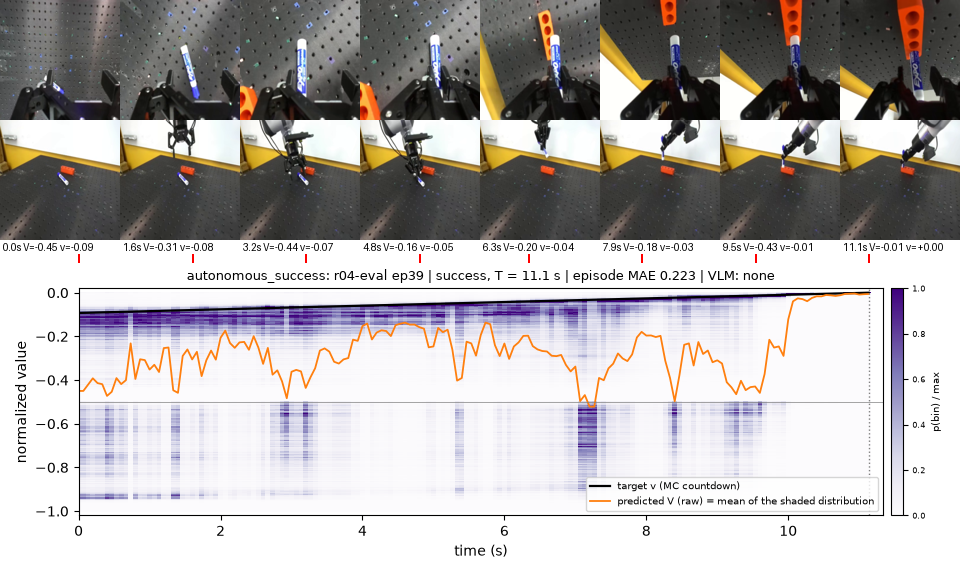 0.0s V=-0.45 v=-0.09
1.6s V=-0.31 v=-0.08
3.2s V=-0.44 v=-0.07
4.8s V=-0.16 v=-0.05
6.3s V=-0.20 v=-0.04
7.9s V=-0.18 v=-0.03
9.5s V=-0.43 v=-0.01
11.1s V=-0.01 v=+0.00
autonomous_success: r04-eval ep39 | success, T = 11.1 s | episode MAE 0.223 | VLM: none
normalized value
0.0
−0.2
−0.4
−0.6
−0.8
−1.0
target v (MC countdown)
predicted V (raw) = mean of the shaded distribution
0
2
4
6
8
10
time (s)
1.0
0.8
0.6
0.4
0.2
0.0
p(bin) / max